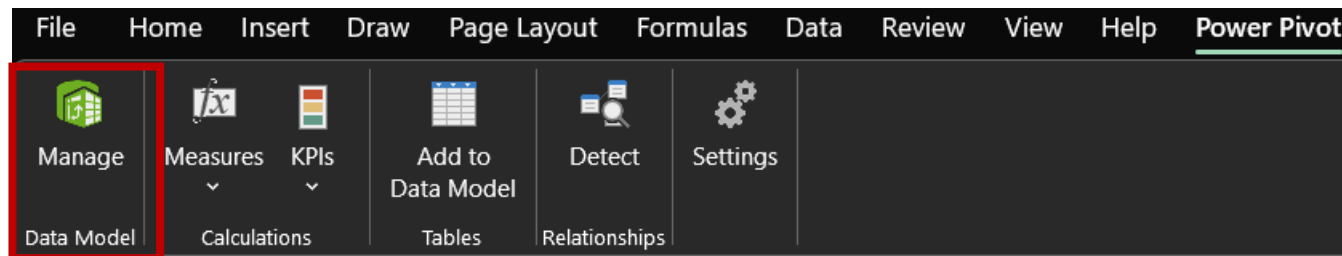 File Home Insert Draw Page Layout Formulas Data Review View Help Power Pivot
fx
Manage Measures KPIs Add to Data Model Detect Settings
Data Model Calculations Tables Relationships